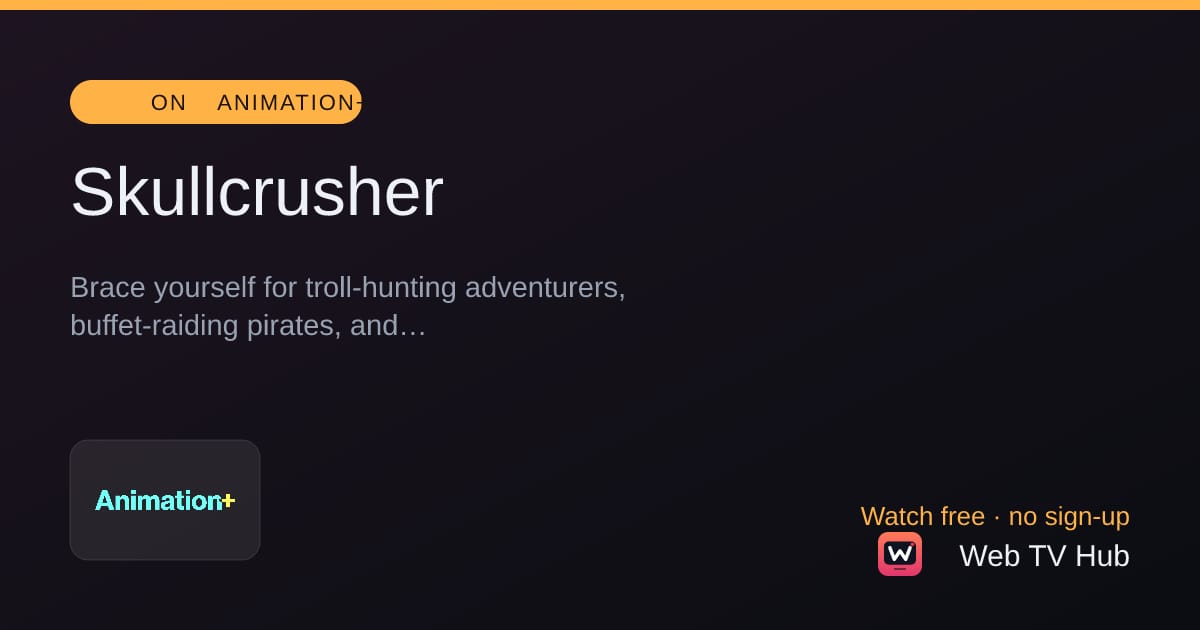 ON ANIMATION+
Skullcrusher
Brace yourself for troll-hunting adventurers,
buffet-raiding pirates, and…
Animation+
Watch free · no sign-up
W
Web TV Hub